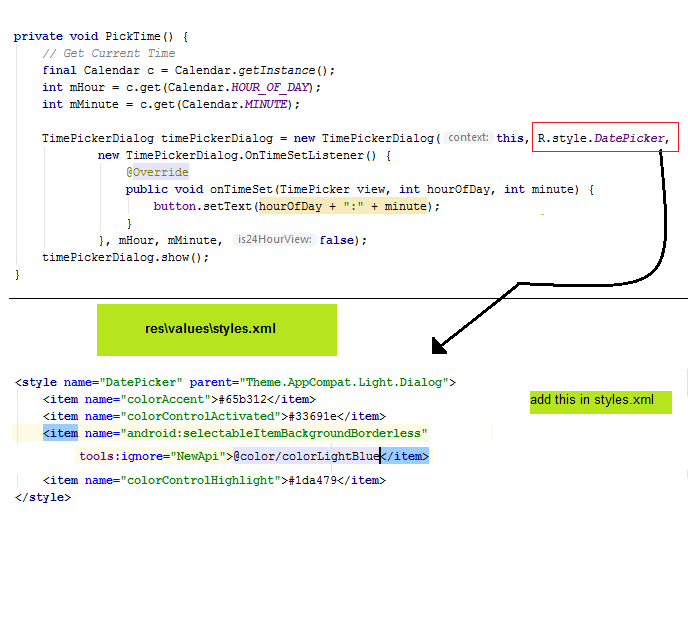 private void PickTime() {
// Get Current Time
final Calendar c = Calendar.getInstance();
int mHour = c.get(Calendar.HOUR_OF_DAY);
int mMinute = c.get(Calendar.MINUTE);
TimePickerDialog timePickerDialog = new TimePickerDialog( context: this, R.style.DatePicker,
new TimePickerDialog.OnTimeSetListener() {
@Override
public void onTimeSet(TimePicker view, int hourOfDay, int minute) {
button.setText(hourOfDay + ":" + minute);
}
}, mHour, mMinute, is24HourView: false);
timePickerDialog.show();
}
res\values\styles.xml
<style name="DatePicker" parent="Theme.AppCompat.Light.Dialog">
<item name="colorAccent">#65b312</item>
add this in styles.xml
<item name="colorControlActivated">#33691e</item>
<item name="android:selectableItemBackgroundBorderless"
tools:ignore="NewApi">@color/colorLightBlue</item>
<item name="colorControlHighlight">#1da479</item>
</style>